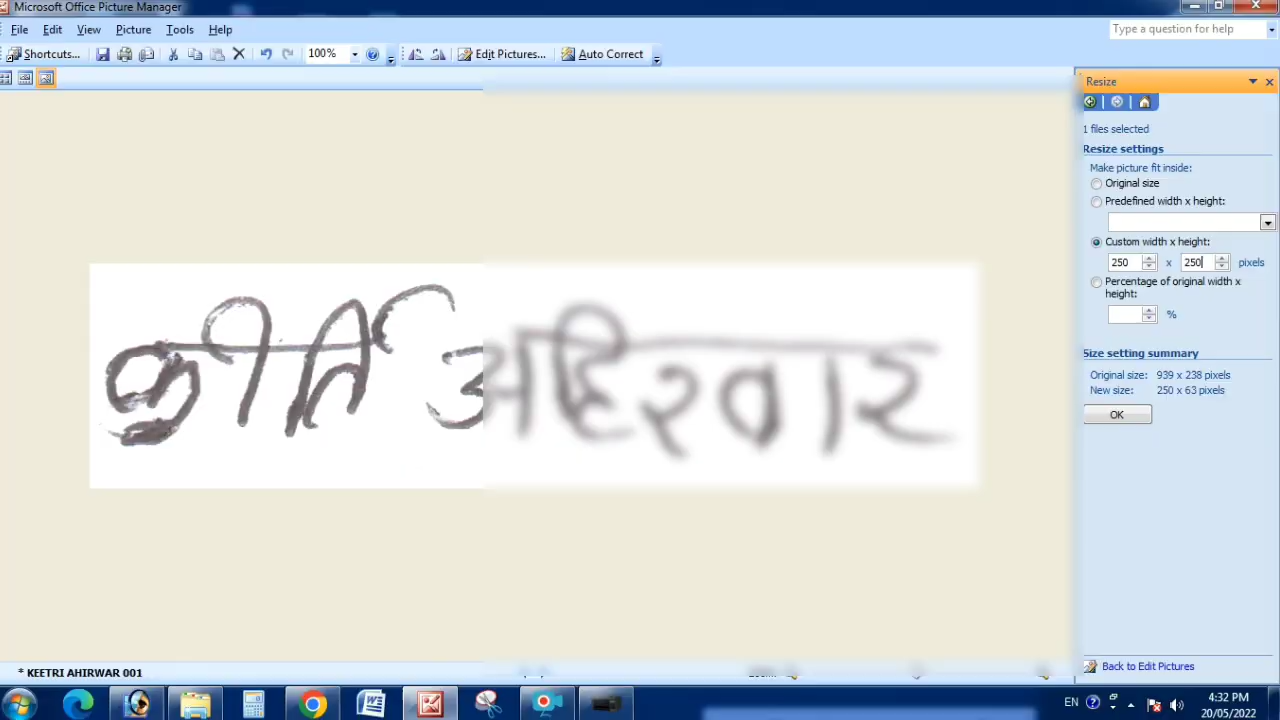 Microsoft Office Picture Manager
File Edit View Picture Tools Help
Type a question for help
Shortcuts... 100% Edit Pictures... Auto Correct
Resize
1 files selected
Resize settings
Make picture fit inside:
Original size
Predefined width x height:
Custom width x height:
250 x 250 pixels
Percentage of original width x
height:
%
Size setting summary
Original size: 939 x 238 pixels
New size: 250 x 63 pixels
OK
कीर्ति अहिरवार
* KEETRI AHIRWAR 001
Back to Edit Pictures
EN
4:32 PM
20/05/2022